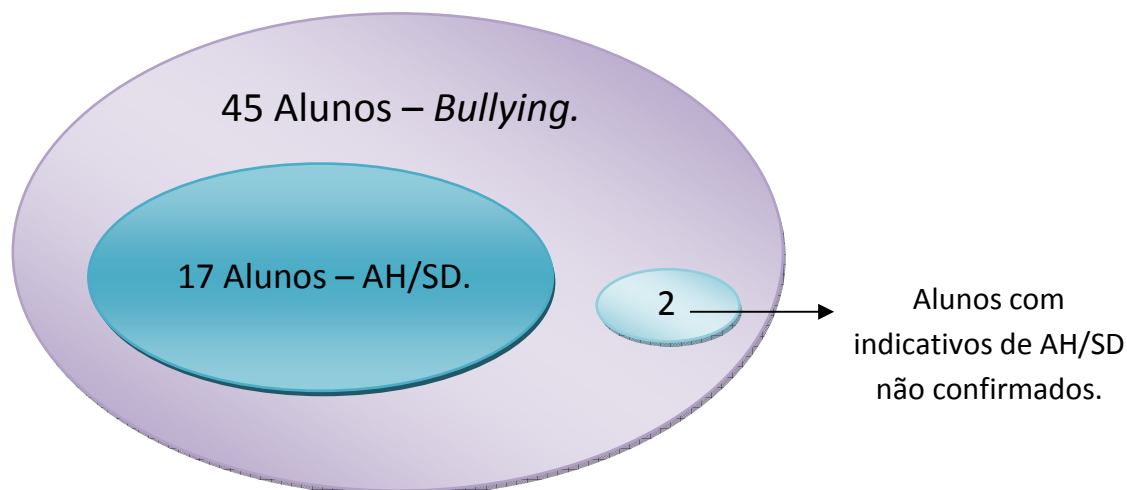 45 Alunos – Bullying.
17 Alunos – AH/SD.
2
Alunos com
indicativos de AH/SD
não confirmados.